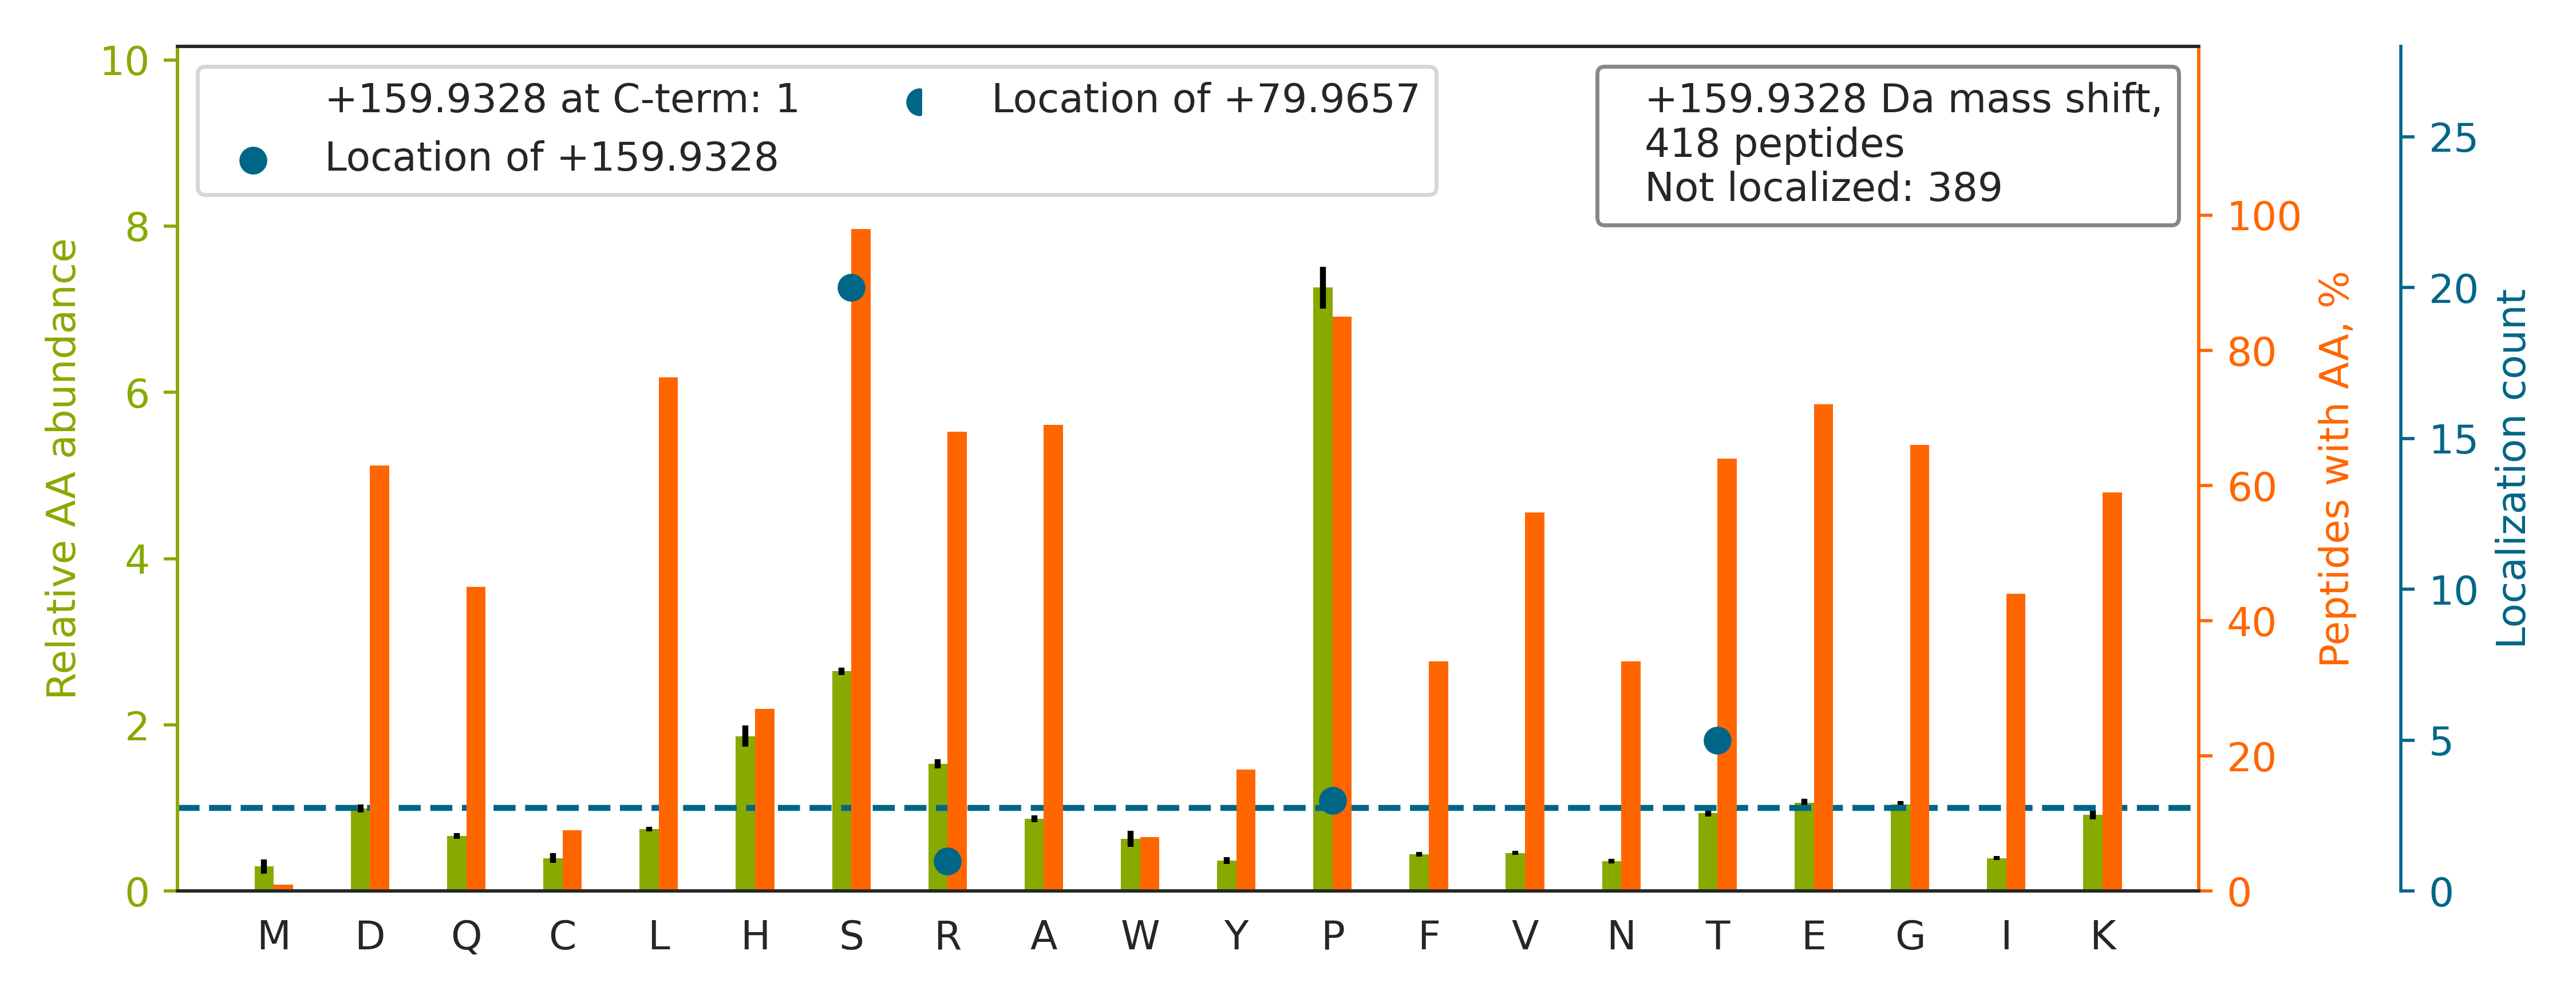 +159.9328 at C-term: 1
Location of +159.9328
Location of +79.9657
+159.9328 Da mass shift,
418 peptides
Not localized: 389
Relative AA abundance
10
8
6
4
2
0
M D Q C L H S R A W Y P F V N T E G I K
100
80
60
40
20
0
Peptides with AA, %
25
20
15
10
5
0
Localization count